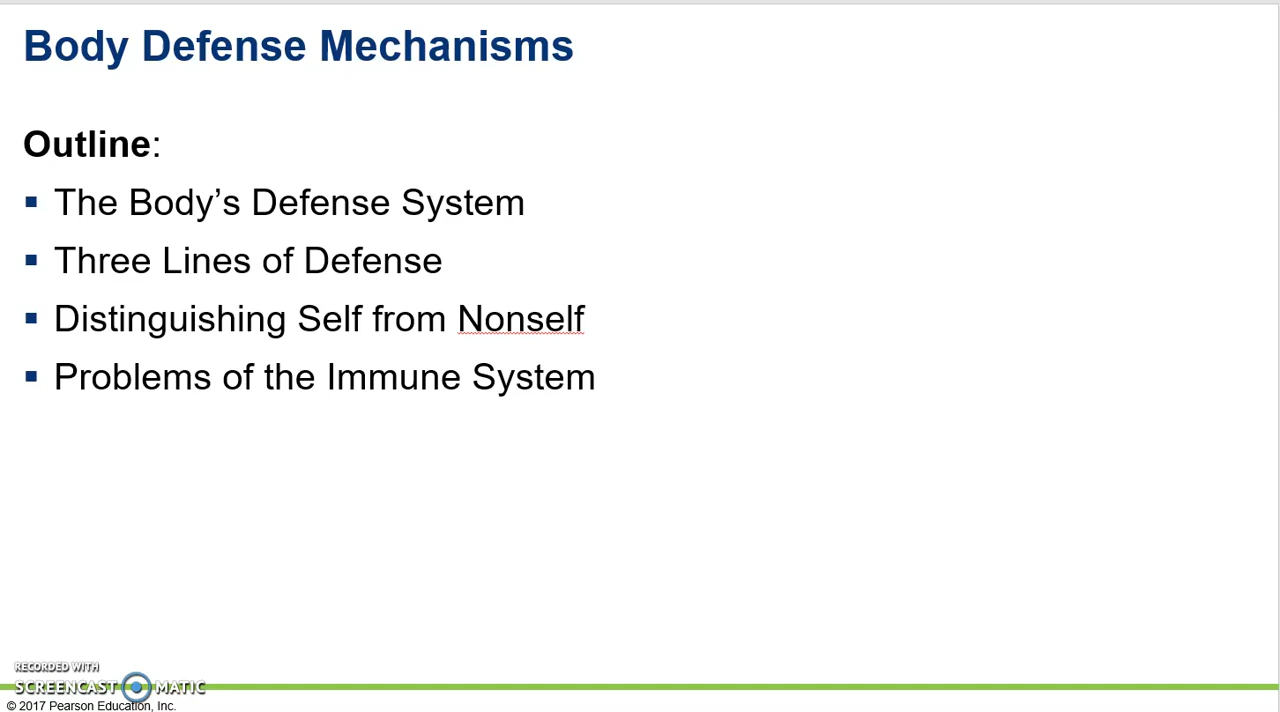 Body Defense Mechanisms
Outline:
▪ The Body’s Defense System
▪ Three Lines of Defense
▪ Distinguishing Self from Nonself
▪ Problems of the Immune System
RECORDED WITH
SCREENCAST MATIC
© 2017 Pearson Education, Inc.